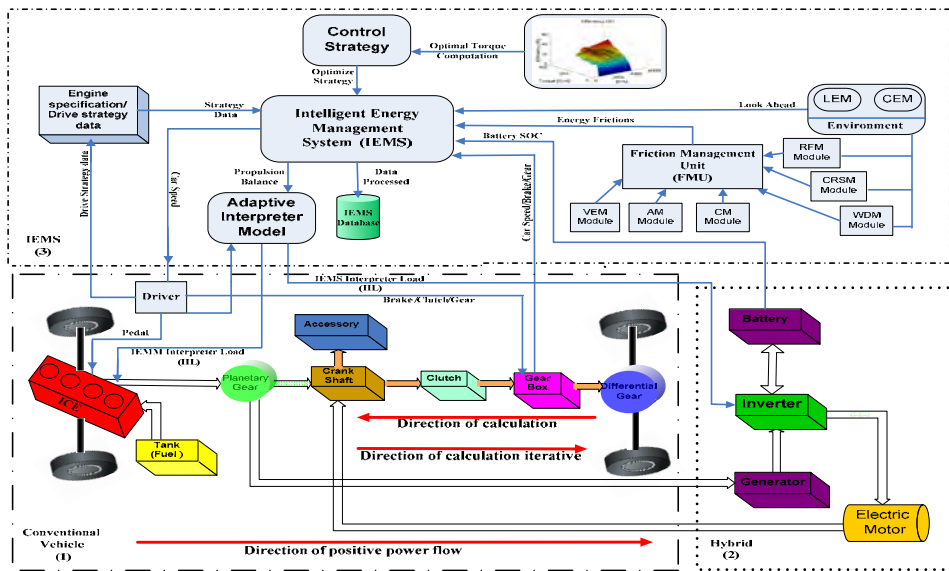 Control
Strategy
Optimal Torque
Computation
Optimize
Strategy
Engine
specification/
Drive strategy
data
Strategy
Data
Intelligent Energy
Management
System (IEMS)
Look Ahead
LEM
CEM
Environment
Energy Frictions
Battery SOC
Friction Management
Unit
(FMU)
RFM
Module
CRSM
Module
WDM
Module
VEM
Module
AM
Module
CM
Module
Drive Strategy data
Car Speed
Propulsion
Balance
Data
Processed
Adaptive
Interpreter
Model
IEMS
Database
Car Speed/Brake/Gear
IEMS
(3)
IEMS Interpreter Load
(IIL)
Driver
Brake /Clutch/Gear
Pedal
IEMM Interpreter Load
(IIL)
Accessory
Battery
ICE
Planetary
Gear
Crank
Shaft
Clutch
Gear
Box
Differential
Gear
Inverter
Direction of calculation
Tank
(Fuel)
Direction of calculation iterative
Generator
Electric
Motor
Conventional
Vehicle
(1)
Direction of positive power flow
Hybrid
(2)